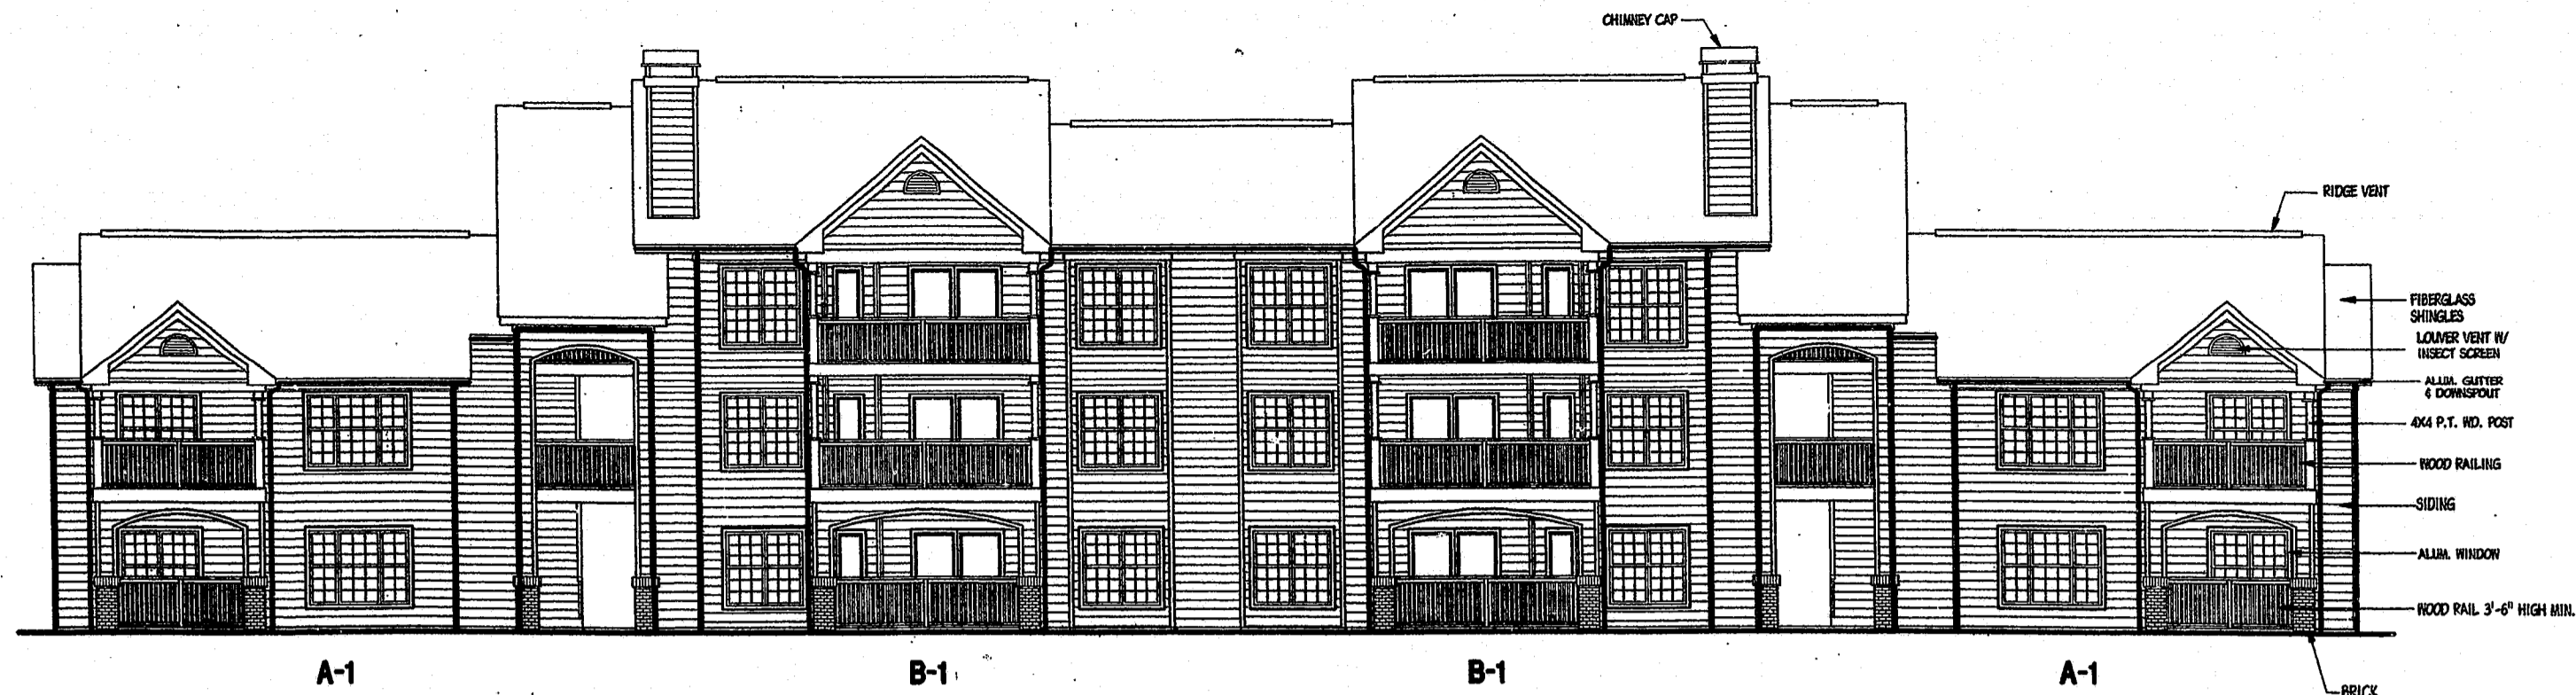 CHIMNEY CAP
RIDGE VENT
FIBERGLASS
SHINGLES
LOUVER VENT W/
INSECT SCREEN
ALUM. GUTTER
& DOWNSPOUT
4X4 P.T. WD. POST
WOOD RAILING
SIDING
ALUM. WINDOW
WOOD RAIL 3'-6" HIGH MIN.
BRICK
A-1
B-1
B-1
A-1